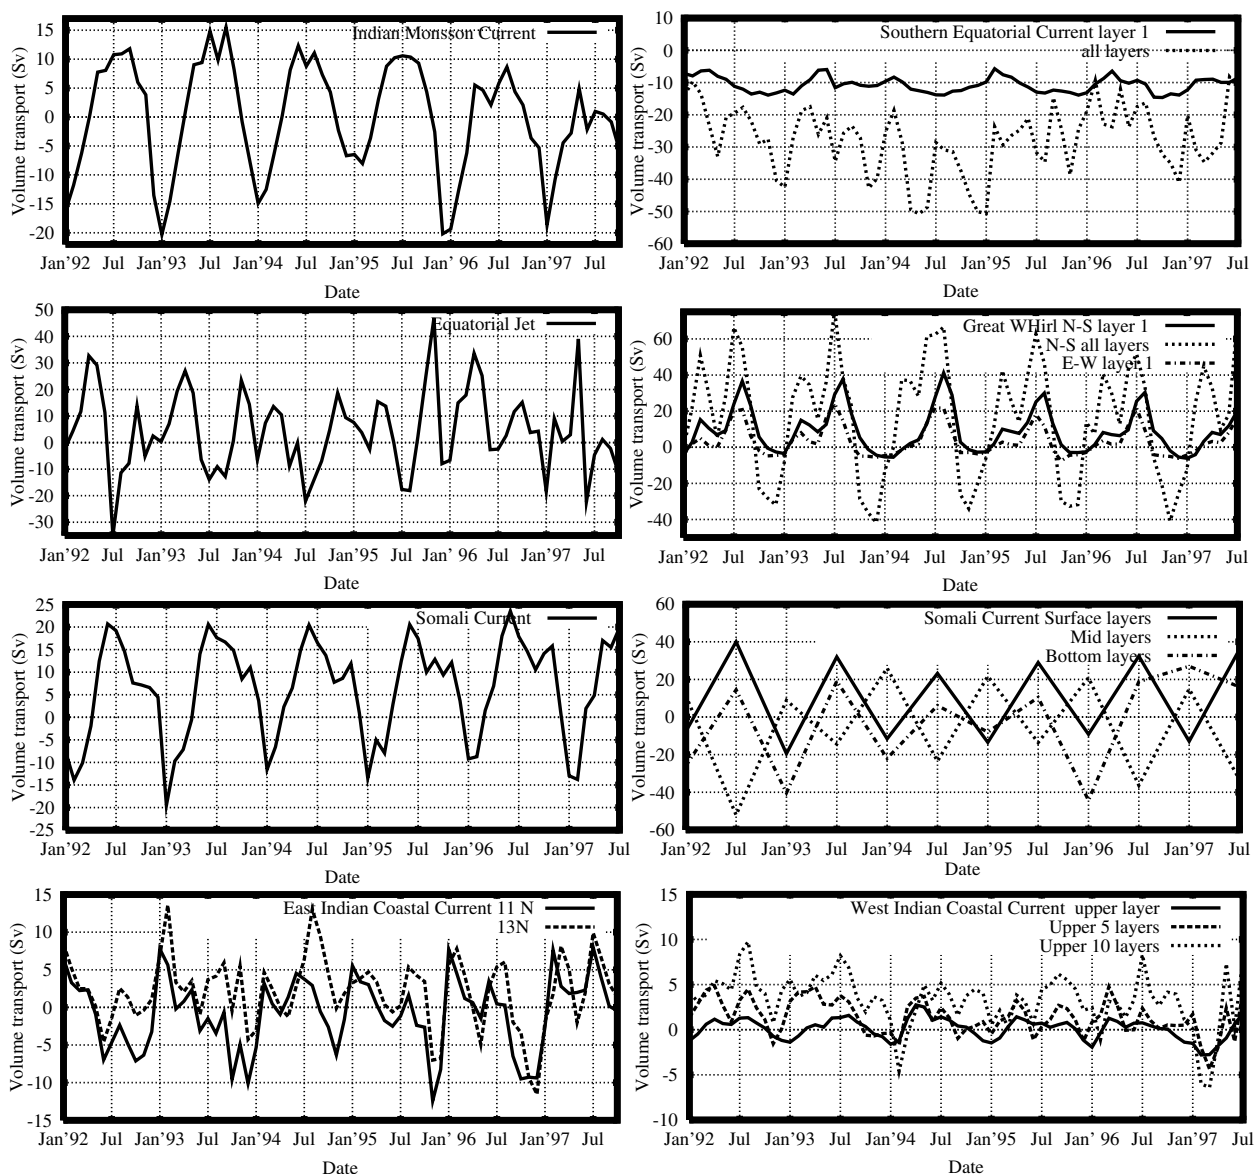 Volume transport (Sv)
15
10
5
0
-5
-10
-15
-20
Indian Monsson Current
Jan'92 Jul Jan'93 Jul Jan'94 Jul Jan'95 Jul Jan'96 Jul Jan'97 Jul
Date
Volume transport (Sv)
10
0
-10
-20
-30
-40
-50
-60
Southern Equatorial Current layer 1
all layers
Jan'92 Jul Jan'93 Jul Jan'94 Jul Jan'95 Jul Jan'96 Jul Jan'97 Jul
Date
Volume transport (Sv)
50
40
30
20
10
0
-10
-20
-30
Equatorial Jet
Jan'92 Jul Jan'93 Jul Jan'94 Jul Jan'95 Jul Jan' 96 Jul Jan'97 Jul
Date
Volume transport (Sv)
60
40
20
0
-20
-40
Great WHirl N-S layer 1
N-S all layers
E-W layer 1
Jan'92 Jul Jan'93 Jul Jan'94 Jul Jan'95 Jul Jan'96 Jul Jan'97 Jul
Date
Volume transport (Sv)
25
20
15
10
5
0
-5
-10
-15
-20
-25
Somali Current
Jan'92 Jul Jan'93 Jul Jan'94 Jul Jan'95 Jul Jan'96 Jul Jan'97 Jul
Date
Volume transport (Sv)
60
40
20
0
-20
-40
-60
Somali Current Surface layers
Mid layers
Bottom layers
Jan'92 Jul Jan'93 Jul Jan'94 Jul Jan'95 Jul Jan'96 Jul Jan'97 Jul
Date
Volume transport (Sv)
15
10
5
0
-5
-10
-15
East Indian Coastal Current 11 N
13N
Jan'92 Jul Jan'93 Jul Jan'94 Jul Jan'95 Jul Jan'96 Jul Jan'97 Jul
Date
Volume transport (Sv)
15
10
5
0
-5
-10
West Indian Coastal Current upper layer
Upper 5 layers
Upper 10 layers
Jan'92 Jul Jan'93 Jul Jan'94 Jul Jan'95 Jul Jan'96 Jul Jan'97 Jul
Date